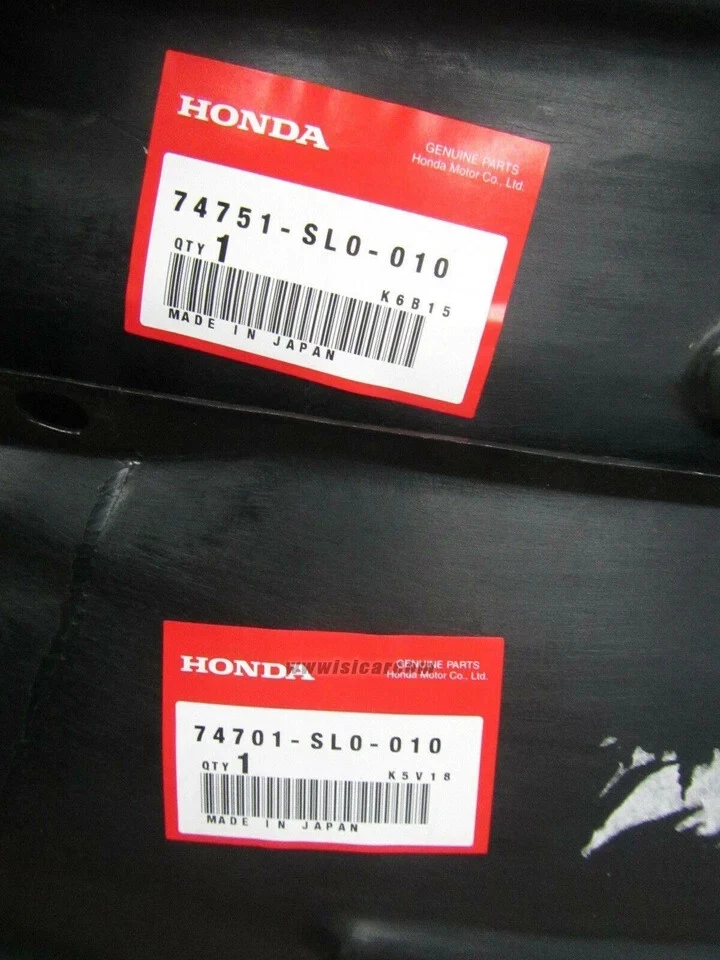 HONDA
GENUINE PARTS
Honda Motor Co., Ltd.
74751-SL0-010
QTY 1
K6B15
MADE IN JAPAN
HONDA
GENUINE PARTS
Honda Motor Co., Ltd.
74701-SL0-010
QTY 1
K5V18
MADE IN JAPAN